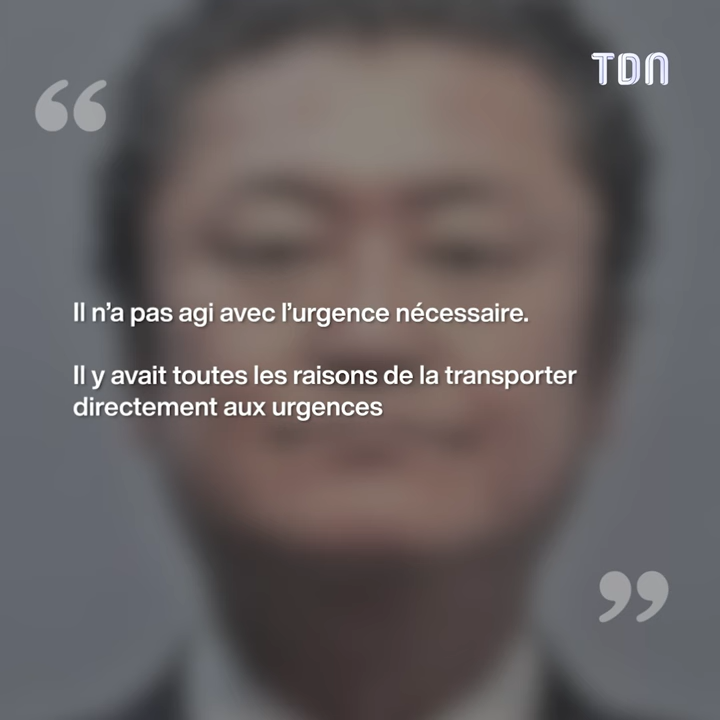 TDN
“
Il n’a pas agi avec l’urgence nécessaire.
Il y avait toutes les raisons de la transporter
directement aux urgences
”